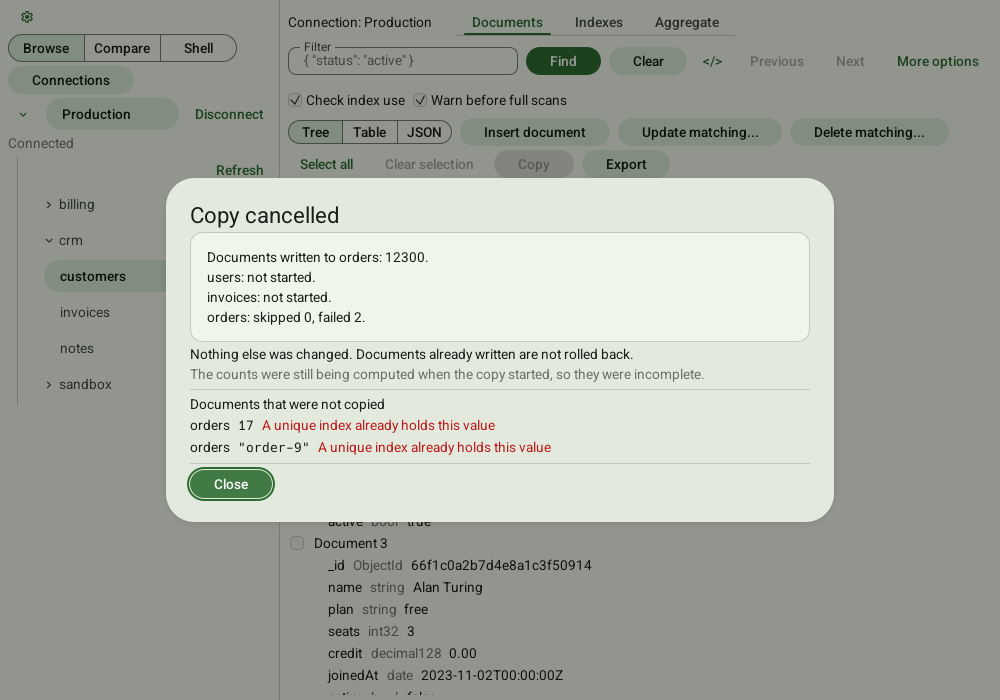 Browse Compare Shell
Connections
Production Disconnect
Connected
Refresh
billing
crm
customers
invoices
notes
sandbox
Connection: Production Documents Indexes Aggregate
Filter
{ "status": "active" } Find Clear </> Previous Next More options
Check index use Warn before full scans
Tree Table JSON Insert document Update matching... Delete matching...
Select all Clear selection Copy Export
Copy cancelled
Documents written to orders: 12300.
users: not started.
invoices: not started.
orders: skipped 0, failed 2.
Nothing else was changed. Documents already written are not rolled back.
The counts were still being computed when the copy started, so they were incomplete.
Documents that were not copied
orders 17 A unique index already holds this value
orders "order-9" A unique index already holds this value
Close
active bool true
Document 3
_id ObjectId 66f1c0a2b7d4e8a1c3f50914
name string Alan Turing
plan string free
seats int32 3
credit decimal128 0.00
joinedAt date 2023-11-02T00:00:00Z
active bool false